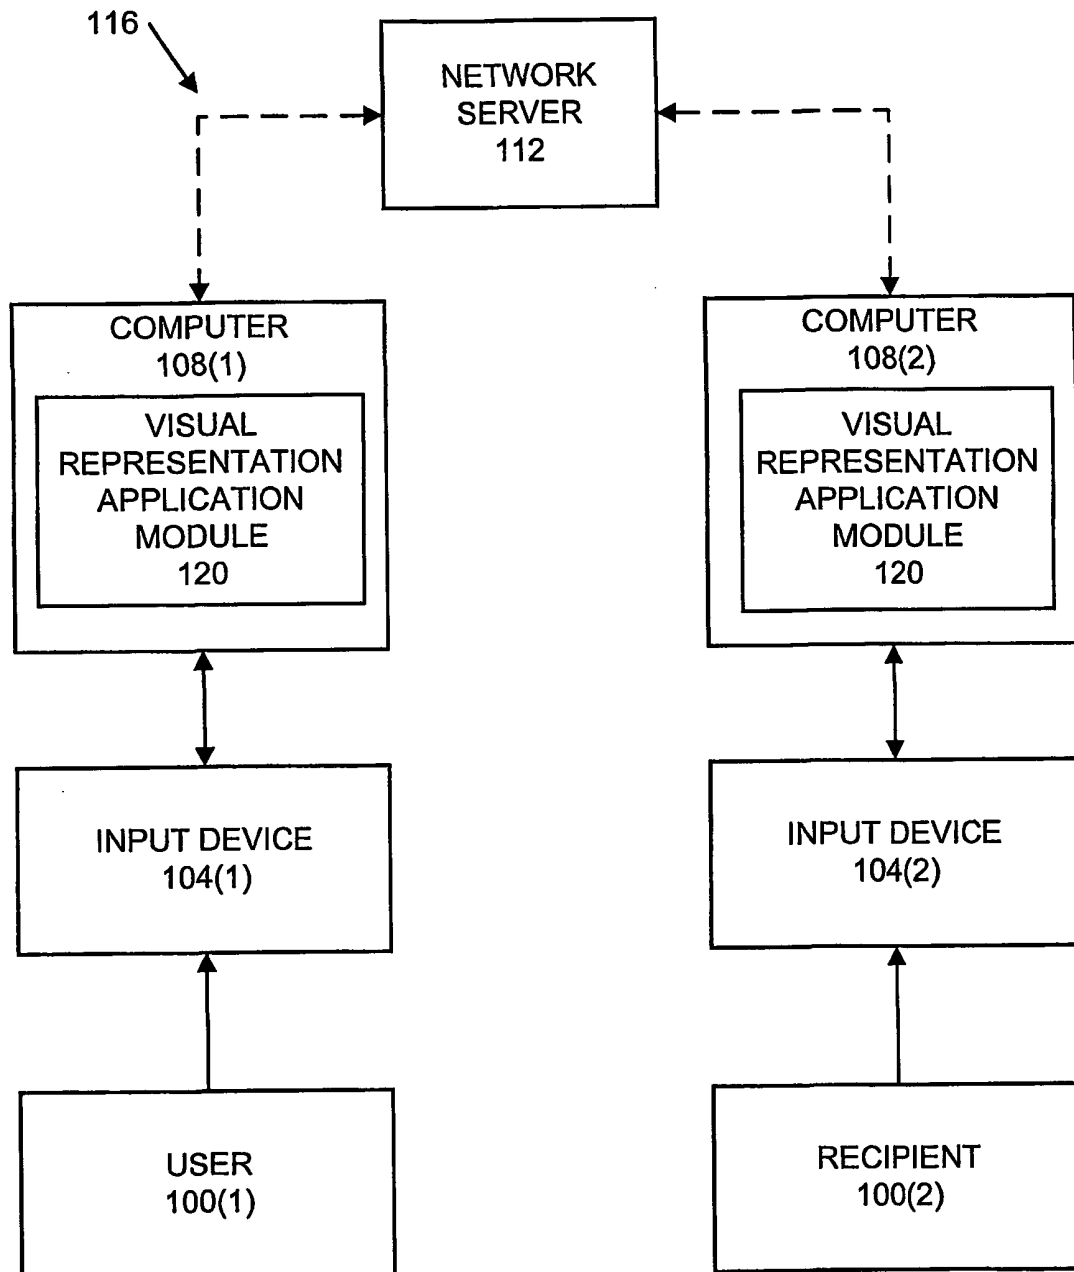 116
NETWORK
SERVER
112
COMPUTER
108(1)
VISUAL
REPRESENTATION
APPLICATION
MODULE
120
COMPUTER
108(2)
VISUAL
REPRESENTATION
APPLICATION
MODULE
120
INPUT DEVICE
104(1)
INPUT DEVICE
104(2)
USER
100(1)
RECIPIENT
100(2)